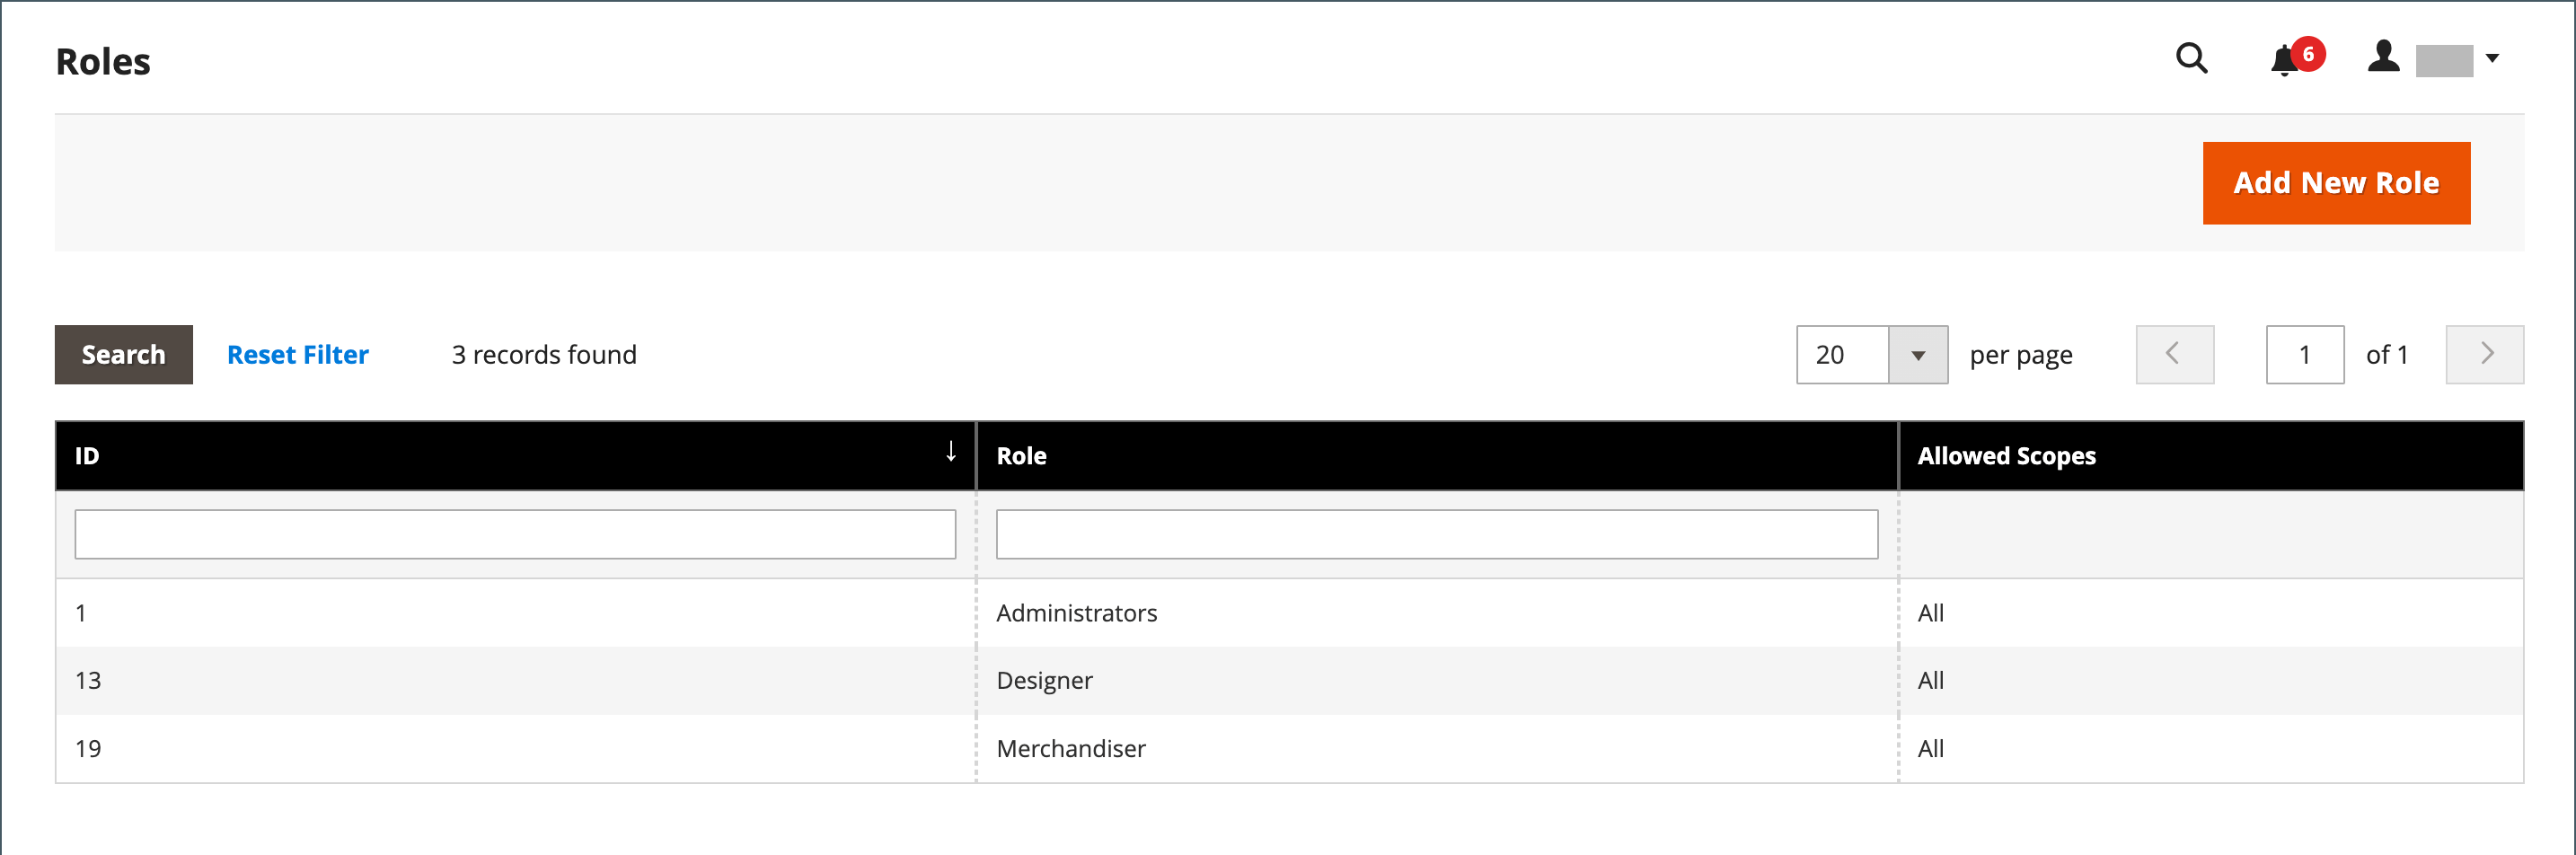 Roles
6
Add New Role
Search Reset Filter 3 records found 20 per page 1 of 1
ID Role Allowed Scopes
1 Administrators All
13 Designer All
19 Merchandiser All